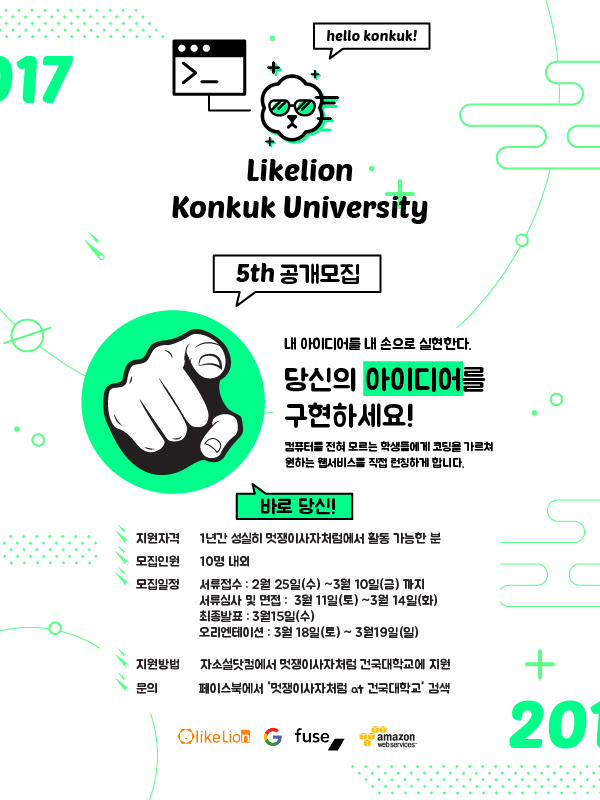 2017
hello konkuk!
Likelion
Konkuk University
5th 공개모집
내 아이디어를 내 손으로 실현한다.
당신의 아이디어를
구현하세요!
컴퓨터를 전혀 모르는 학생들에게 코딩을 가르쳐
원하는 웹서비스를 직접 런칭하게 합니다.
바로 당신!
지원자격 1년간 성실히 멋쟁이사자처럼에서 활동 가능한 분
모집인원 10명 내외
모집일정 서류접수 : 2월 25일(수) ~3월 10일(금) 까지
서류심사 및 면접 : 3월 11일(토) ~3월 14일(화)
최종발표 : 3월15일(수)
오리엔테이션 : 3월 18일(토) ~ 3월19일(일)
지원방법 자소설닷컴에서 멋쟁이사자처럼 건국대학교에 지원
문의 페이스북에서 '멋쟁이사자처럼 at 건국대학교' 검색
201
likeLion G fuse amazon
web services™